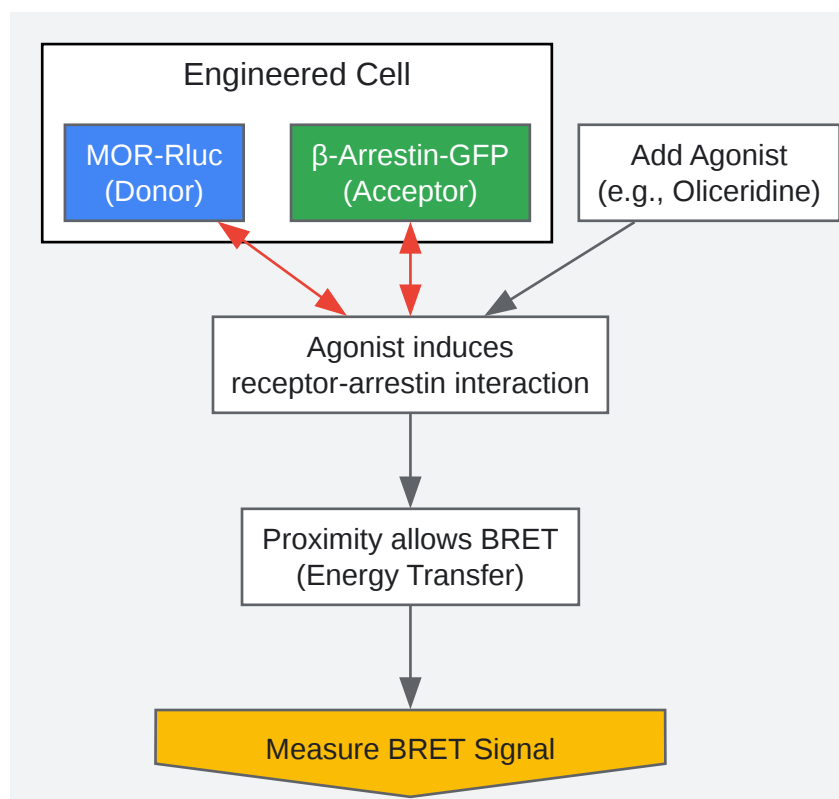 Engineered Cell
MOR-Rluc
(Donor)
β-Arrestin-GFP
(Acceptor)
Add Agonist
(e.g., Oliceridine)
Agonist induces
receptor-arrestin interaction
Proximity allows BRET
(Energy Transfer)
Measure BRET Signal